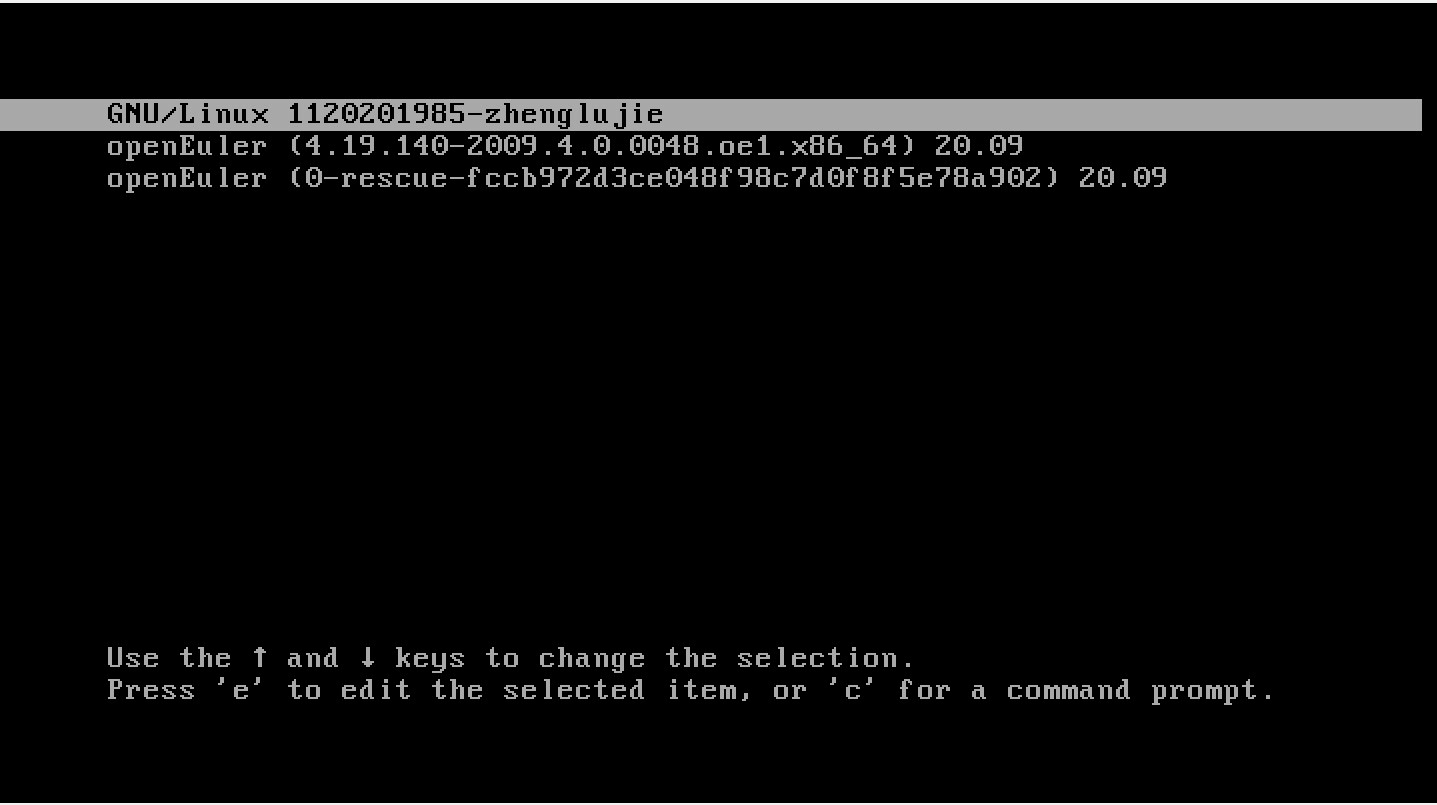 GNU/Linux 1120201985-zhenglujie
openEuler (4.19.140-2009.4.0.0048.oe1.x86_64) 20.09
openEuler (0-rescue-fccb972d3ce048f98c7d0f8f5e78a902) 20.09
Use the ↑ and ↓ keys to change the selection.
Press 'e' to edit the selected item, or 'c' for a command prompt.